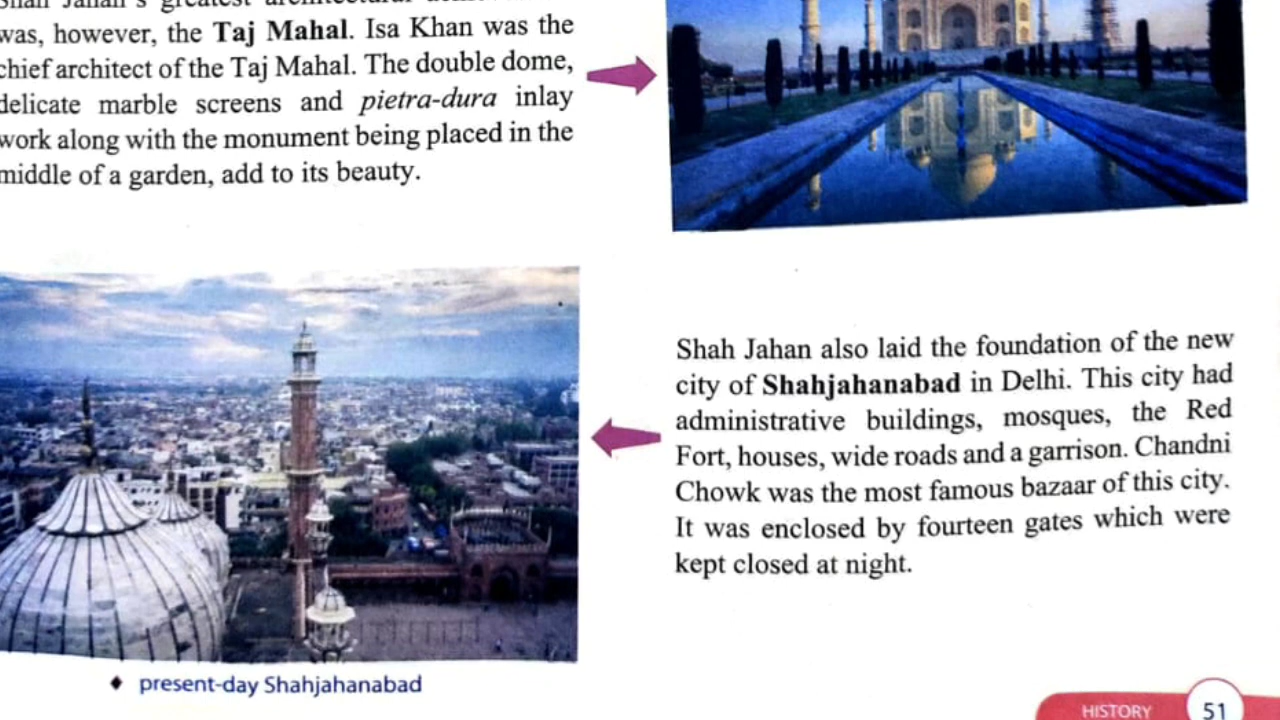 was, however, the Taj Mahal. Isa Khan was the
chief architect of the Taj Mahal. The double dome,
delicate marble screens and pietra-dura inlay
work along with the monument being placed in the
middle of a garden, add to its beauty.
Shah Jahan also laid the foundation of the new
city of Shahjahanabad in Delhi. This city had
administrative buildings, mosques, the Red
Fort, houses, wide roads and a garrison. Chandni
Chowk was the most famous bazaar of this city.
It was enclosed by fourteen gates which were
kept closed at night.
♦ present-day Shahjahanabad
HISTORY 51